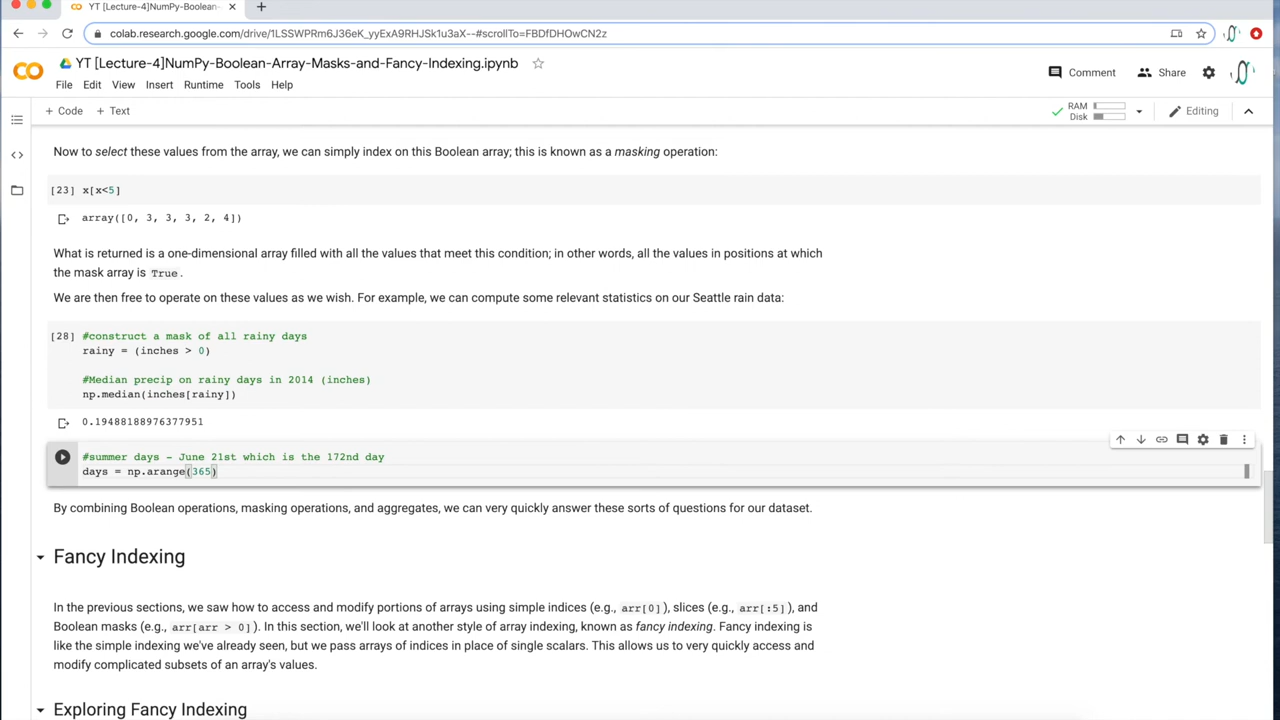 YT [Lecture-4]NumPy-Boolean-
colab.research.google.com/drive/1LSSWPRm6J36eK_yyExA9RHJSk1u3aX--#scrollTo=FBDfDHOwCN2z
YT [Lecture-4]NumPy-Boolean-Array-Masks-and-Fancy-Indexing.ipynb
Comment
Share
File Edit View Insert Runtime Tools Help
+ Code + Text
RAM
Disk
Editing
Now to select these values from the array, we can simply index on this Boolean array; this is known as a masking operation:
[23] x[x<5]
array([0, 3, 3, 3, 2, 4])
What is returned is a one-dimensional array filled with all the values that meet this condition; in other words, all the values in positions at which
the mask array is True.
We are then free to operate on these values as we wish. For example, we can compute some relevant statistics on our Seattle rain data:
[28] #construct a mask of all rainy days
rainy = (inches > 0)
#Median precip on rainy days in 2014 (inches)
np.median(inches[rainy])
0.19488188976377951
#summer days - June 21st which is the 172nd day
days = np.arange(365)
By combining Boolean operations, masking operations, and aggregates, we can very quickly answer these sorts of questions for our dataset.
Fancy Indexing
In the previous sections, we saw how to access and modify portions of arrays using simple indices (e.g., arr[0]), slices (e.g., arr[:5]), and
Boolean masks (e.g., arr[arr > 0]). In this section, we'll look at another style of array indexing, known as fancy indexing. Fancy indexing is
like the simple indexing we've already seen, but we pass arrays of indices in place of single scalars. This allows us to very quickly access and
modify complicated subsets of an array's values.
Exploring Fancy Indexing